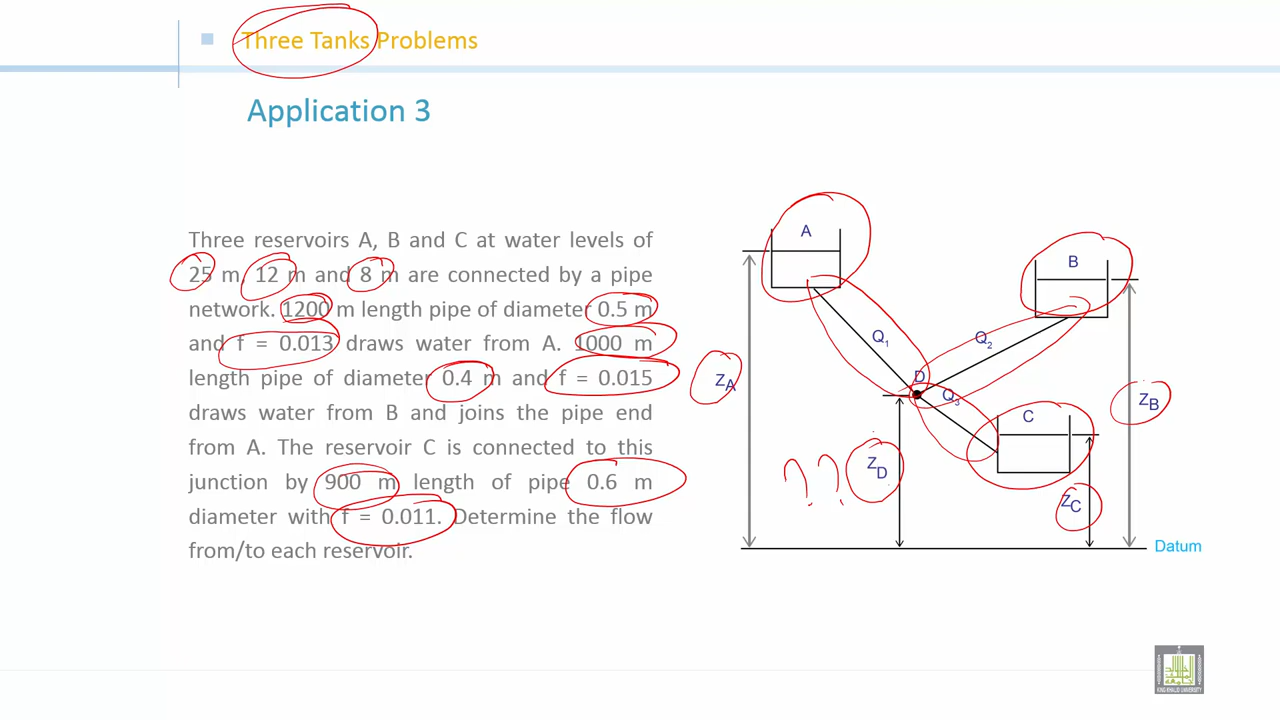 Three Tanks Problems
Application 3
Three reservoirs A, B and C at water levels of
25 m, 12 m and 8 m are connected by a pipe
network. 1200 m length pipe of diameter 0.5 m
and f = 0.013 draws water from A. 1000 m
length pipe of diameter 0.4 m and f = 0.015
draws water from B and joins the pipe end
from A. The reservoir C is connected to this
junction by 900 m length of pipe 0.6 m
diameter with f = 0.011. Determine the flow
from/to each reservoir.
A
B
Q1
Q2
D
ZA
Q3
ZB
C
??
ZD
ZC
Datum
KING KHALID UNIVERSITY